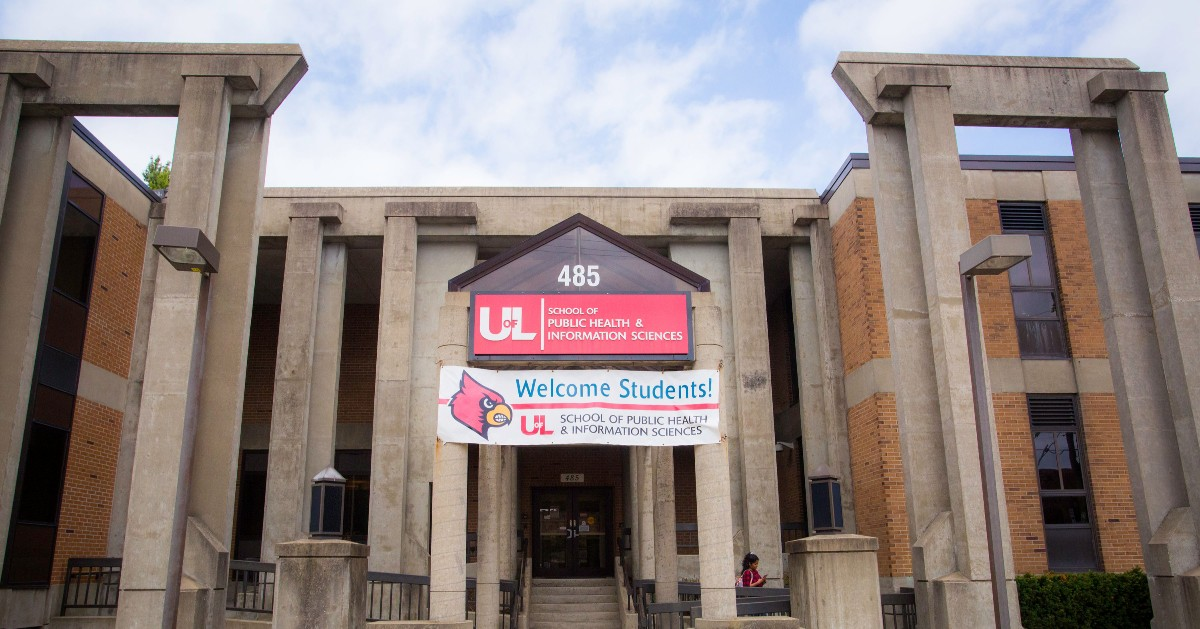 485
UofL
SCHOOL OF
PUBLIC HEALTH &
INFORMATION SCIENCES
Welcome Students!
UofL
SCHOOL OF PUBLIC HEALTH
& INFORMATION SCIENCES
485